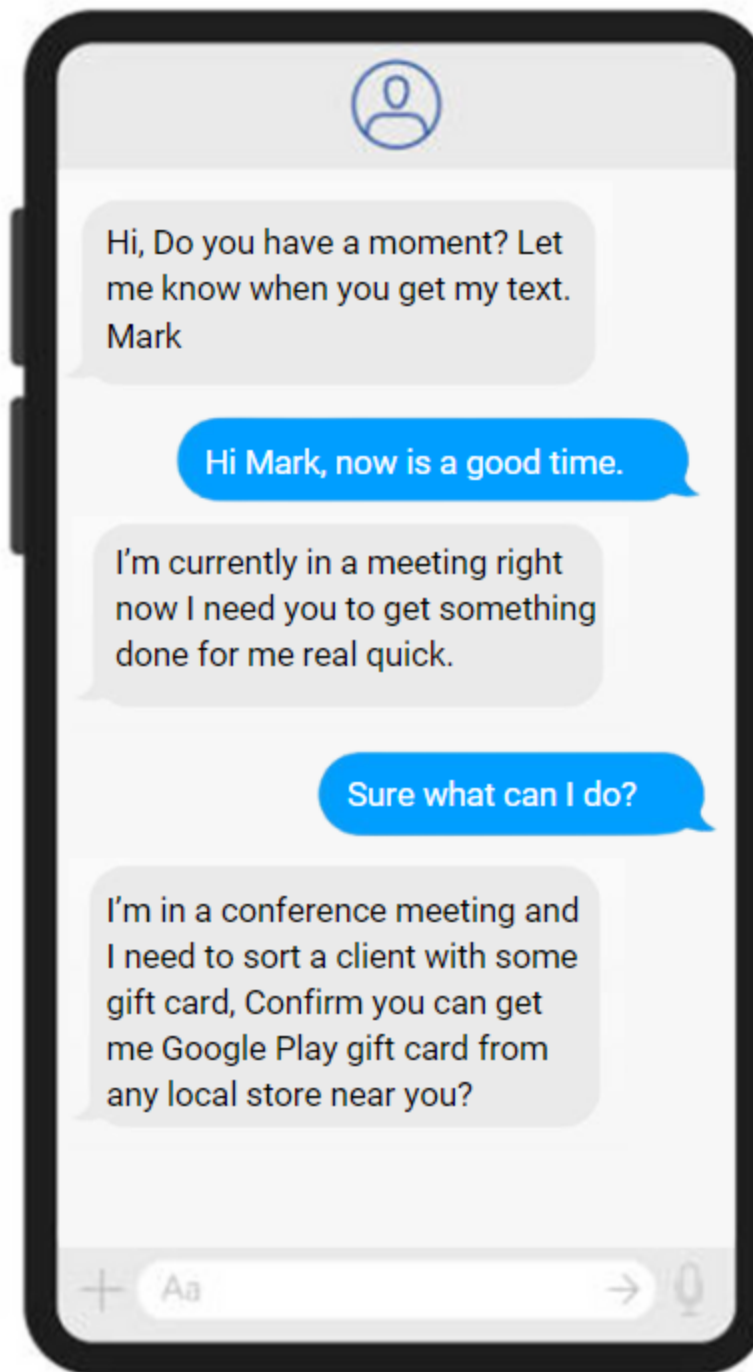 Hi, Do you have a moment? Let
me know when you get my text.
Mark
Hi Mark, now is a good time.
I’m currently in a meeting right
now I need you to get something
done for me real quick.
Sure what can I do?
I’m in a conference meeting and
I need to sort a client with some
gift card, Confirm you can get
me Google Play gift card from
any local store near you?
Aa